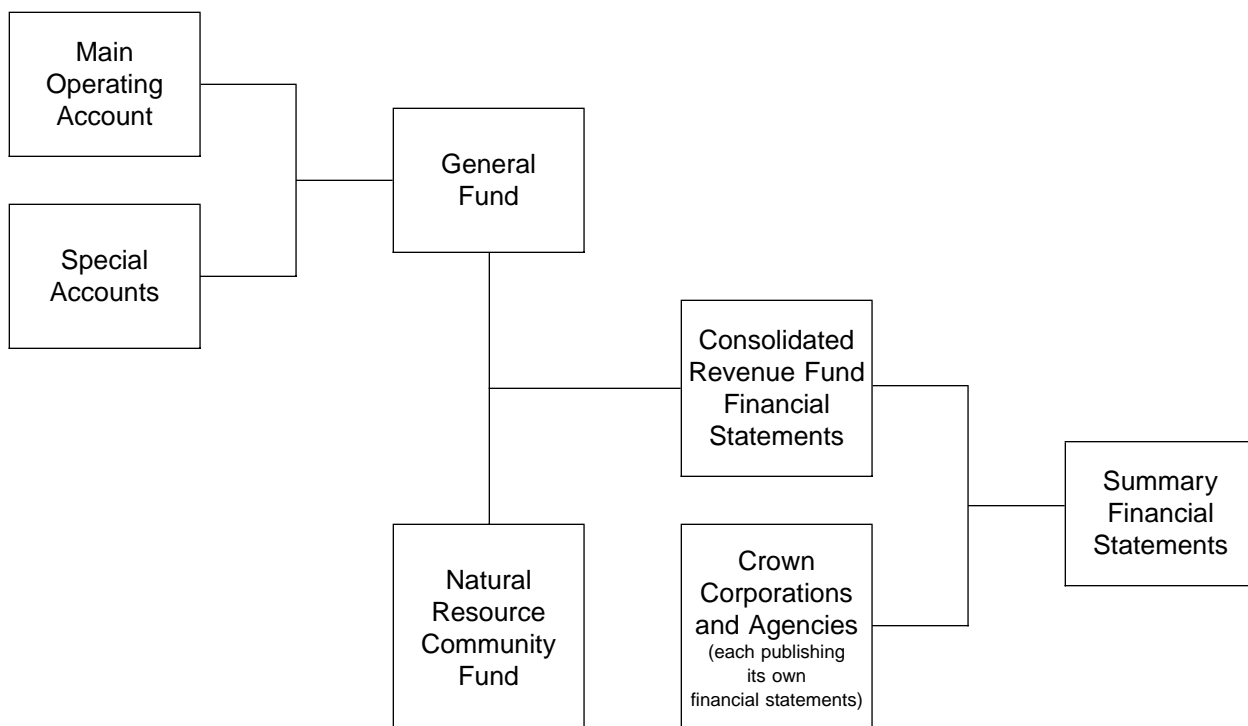 Main
Operating
Account
General
Fund
Special
Accounts
Consolidated
Revenue Fund
Financial
Statements
Summary
Financial
Statements
Natural
Resource
Community
Fund
Crown
Corporations
and Agencies
(each publishing
its own
financial statements)